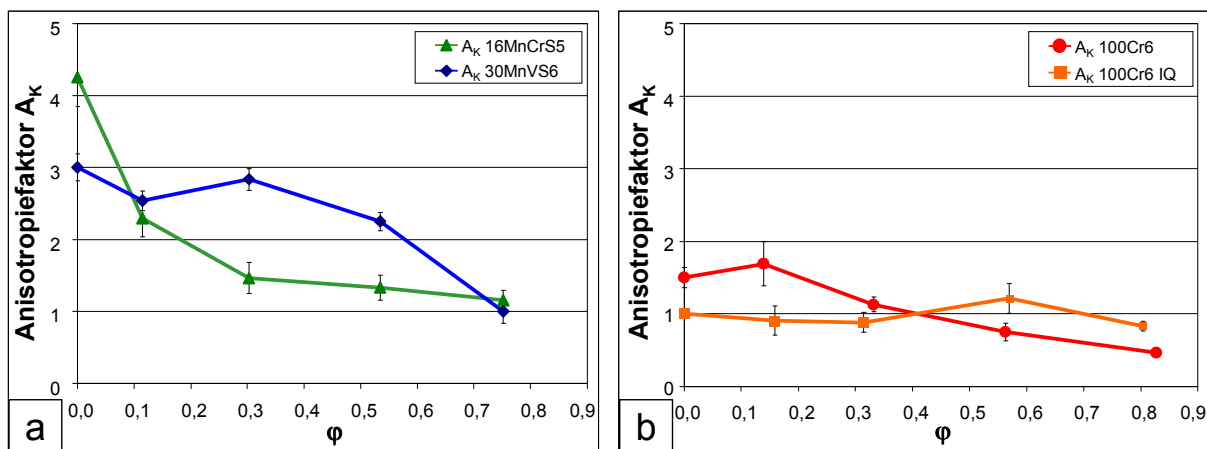 5
4
3
2
1
0
Anisotropiefaktor A_K
A_K 16MnCrS5
A_K 30MnVS6
0,0 0,1 0,2 0,3 0,4 0,5 0,6 0,7 0,8 0,9
φ
a
5
4
3
2
1
0
Anisotropiefaktor A_K
A_K 100Cr6
A_K 100Cr6 IQ
0,0 0,1 0,2 0,3 0,4 0,5 0,6 0,7 0,8 0,9
φ
b